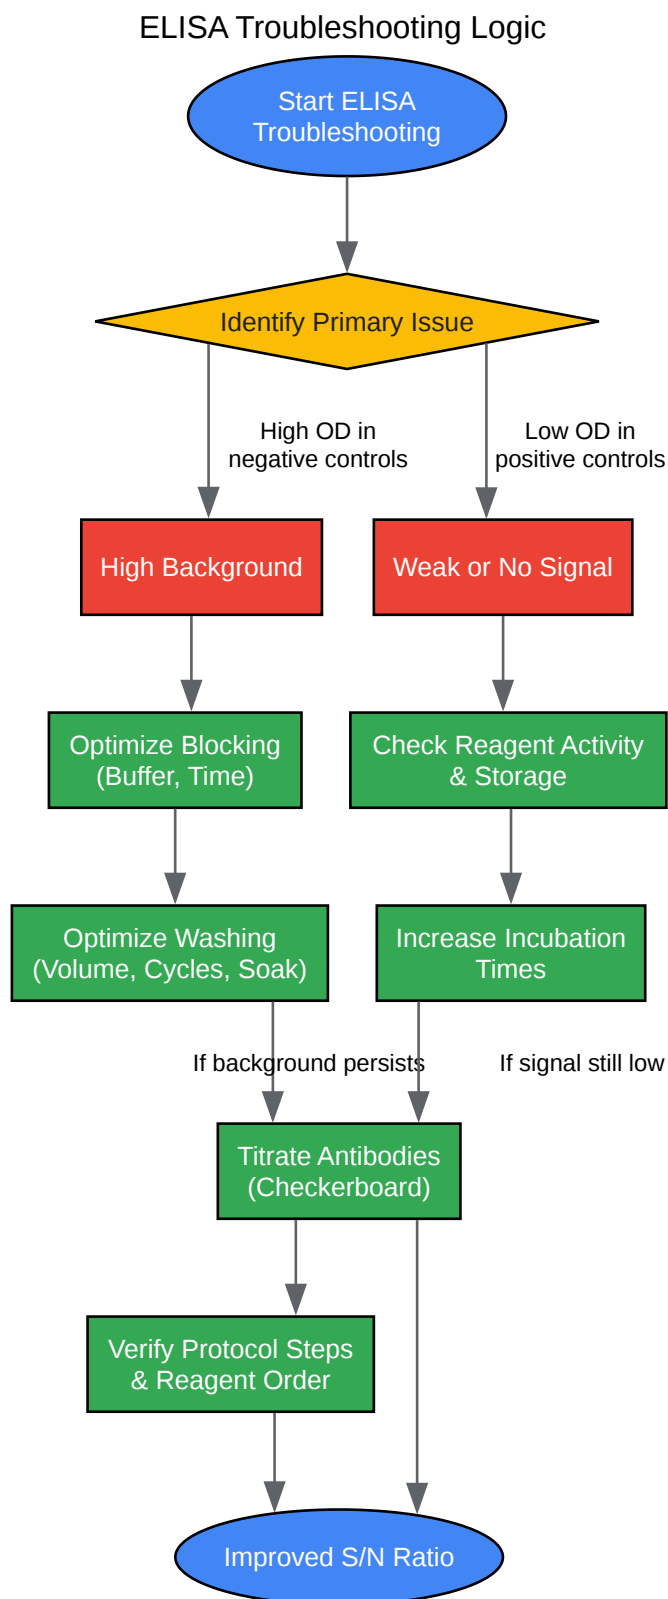 ELISA Troubleshooting Logic
Start ELISA
Troubleshooting
Identify Primary Issue
High OD in
negative controls
Low OD in
positive controls
High Background
Weak or No Signal
Optimize Blocking
(Buffer, Time)
Check Reagent Activity
& Storage
Optimize Washing
(Volume, Cycles, Soak)
Increase Incubation
Times
If background persists
If signal still low
Titrate Antibodies
(Checkerboard)
Verify Protocol Steps
& Reagent Order
Improved S/N Ratio